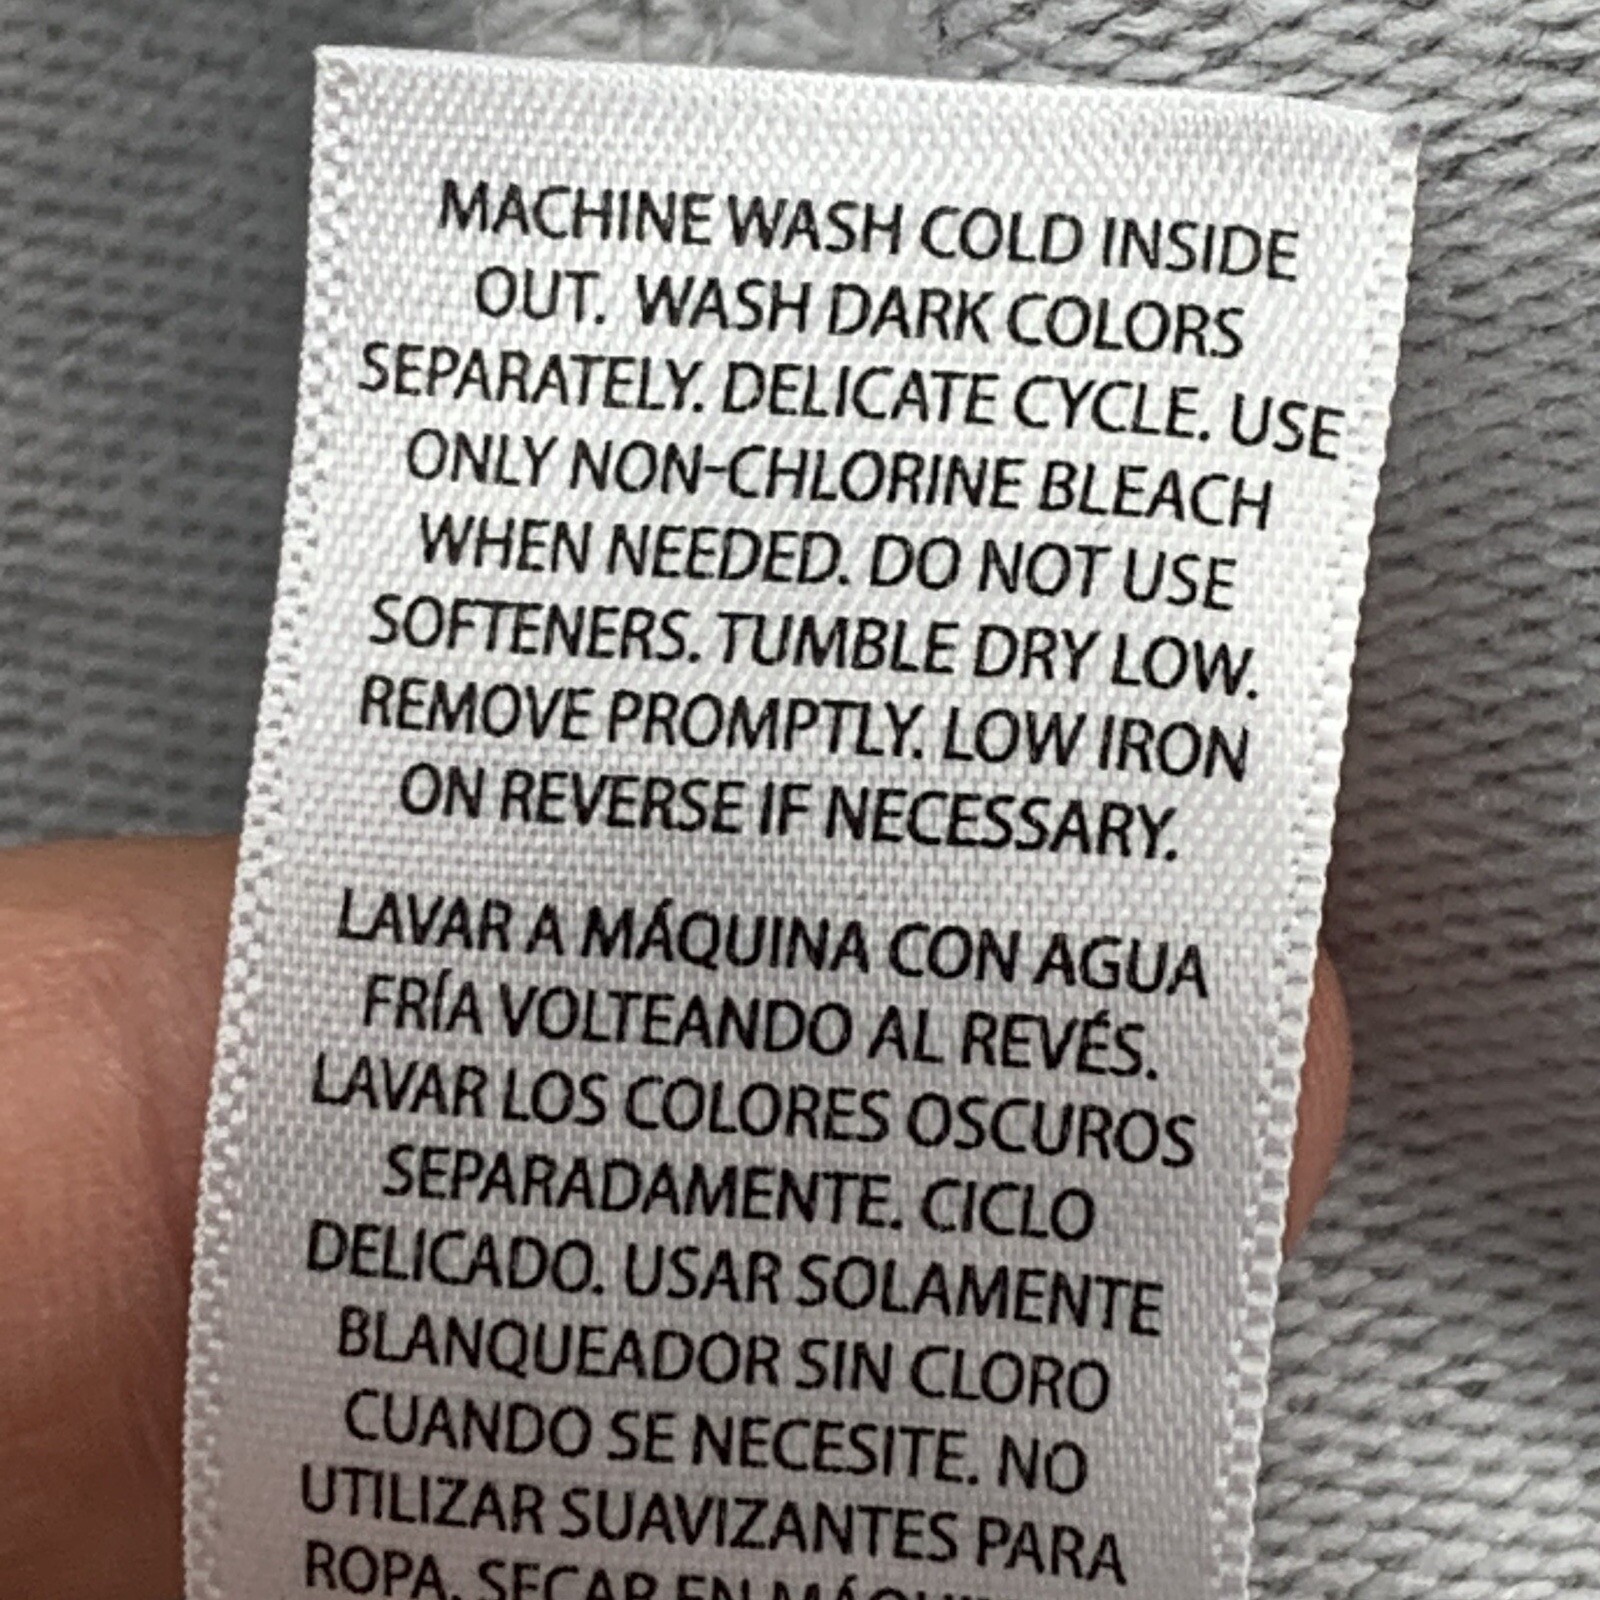 MACHINE WASH COLD INSIDE
OUT. WASH DARK COLORS
SEPARATELY. DELICATE CYCLE. USE
ONLY NON-CHLORINE BLEACH
WHEN NEEDED. DO NOT USE
SOFTENERS. TUMBLE DRY LOW.
REMOVE PROMPTLY. LOW IRON
ON REVERSE IF NECESSARY.
LAVAR A MÁQUINA CON AGUA
FRÍA VOLTEANDO AL REVÉS.
LAVAR LOS COLORES OSCUROS
SEPARADAMENTE. CICLO
DELICADO. USAR SOLAMENTE
BLANQUEADOR SIN CLORO
CUANDO SE NECESITE. NO
UTILIZAR SUAVIZANTES PARA
ROPA. SECAR EN